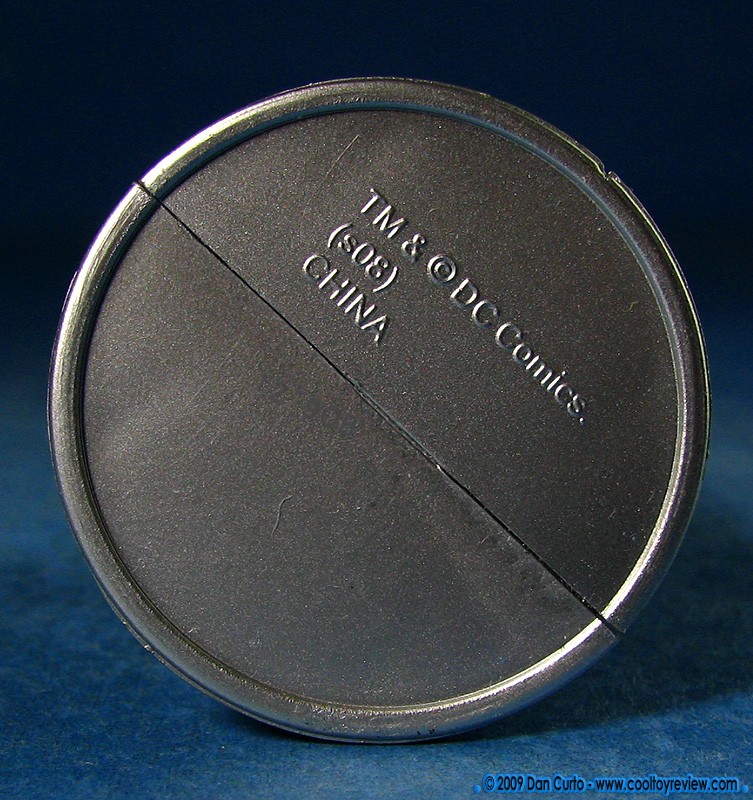 TM & © DC Comics.
(s08)
CHINA
© 2009 Dan Curto - www.cooltoyreview.com